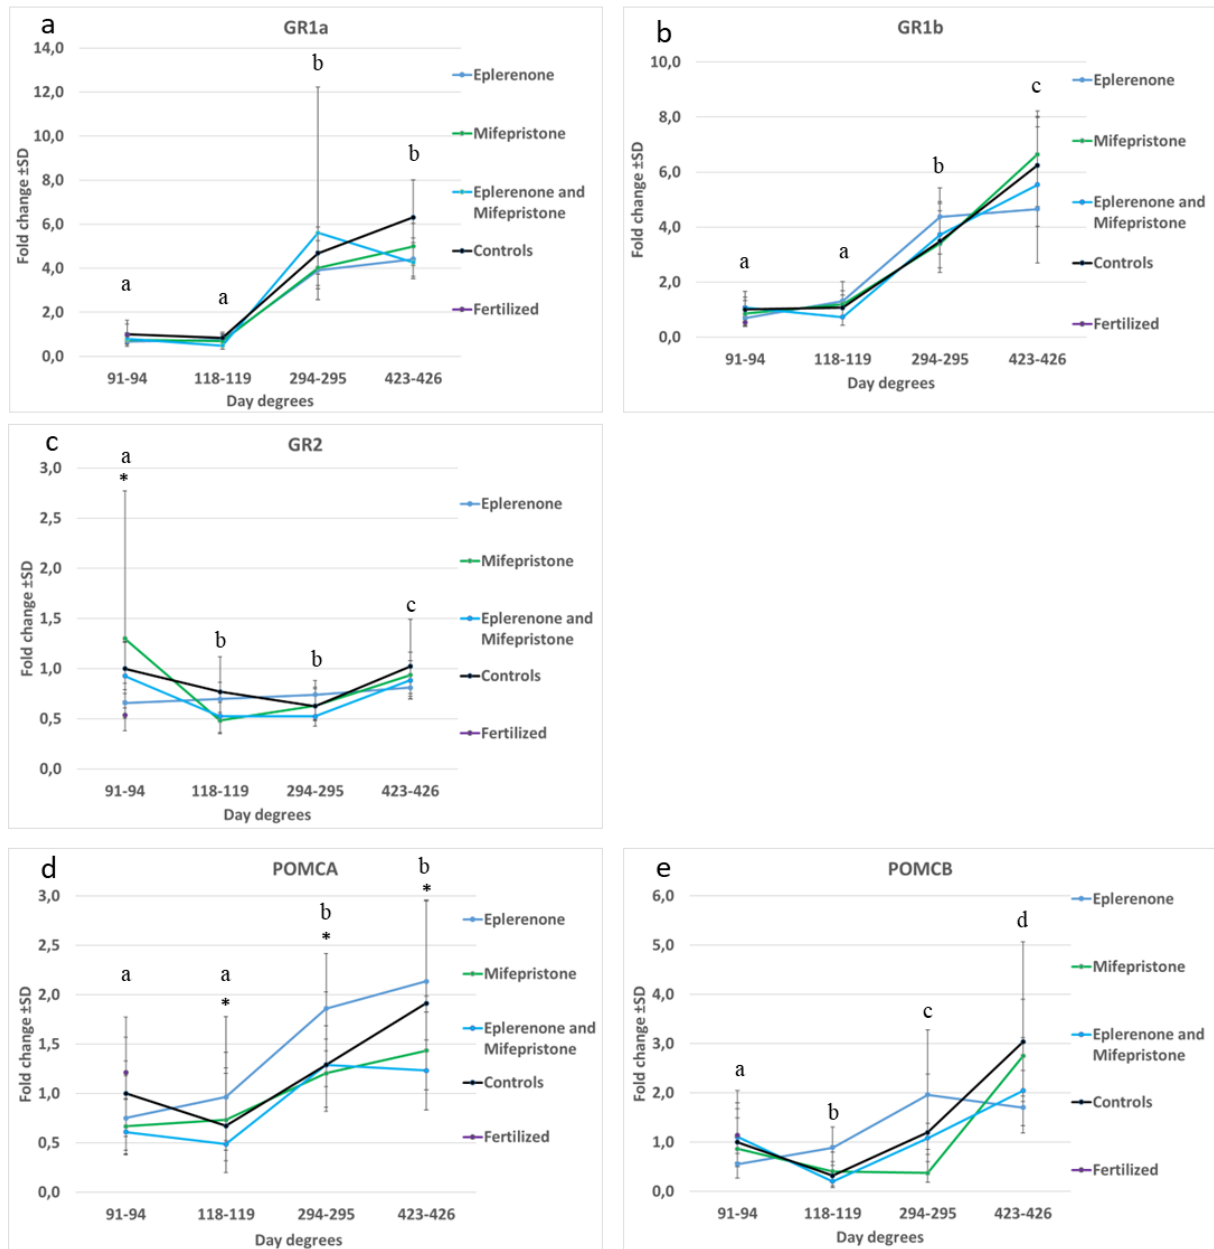 a
GR1a
14,0
12,0
10,0
8,0
6,0
4,0
2,0
0,0
Fold change ±SD
a
a
b
b
91-94
118-119
294-295
423-426
Day degrees
Eplerenone
Mifepristone
Eplerenone and
Mifepristone
Controls
Fertilized
b
GR1b
10,0
8,0
6,0
4,0
2,0
0,0
Fold change ±SD
a
a
b
c
91-94
118-119
294-295
423-426
Day degrees
Eplerenone
Mifepristone
Eplerenone and
Mifepristone
Controls
Fertilized
c
GR2
3,0
2,5
2,0
1,5
1,0
0,5
0,0
Fold change ±SD
a
*
b
b
c
91-94
118-119
294-295
423-426
Day degrees
Eplerenone
Mifepristone
Eplerenone and
Mifepristone
Controls
Fertilized
d
POMCA
3,0
2,5
2,0
1,5
1,0
0,5
0,0
Fold change ±SD
a
a
*
b
*
b
*
91-94
118-119
294-295
423-426
Day degrees
Eplerenone
Mifepristone
Eplerenone and
Mifepristone
Controls
Fertilized
e
POMCB
6,0
5,0
4,0
3,0
2,0
1,0
0,0
Fold change ±SD
a
b
c
d
91-94
118-119
294-295
423-426
Day degrees
Eplerenone
Mifepristone
Eplerenone and
Mifepristone
Controls
Fertilized